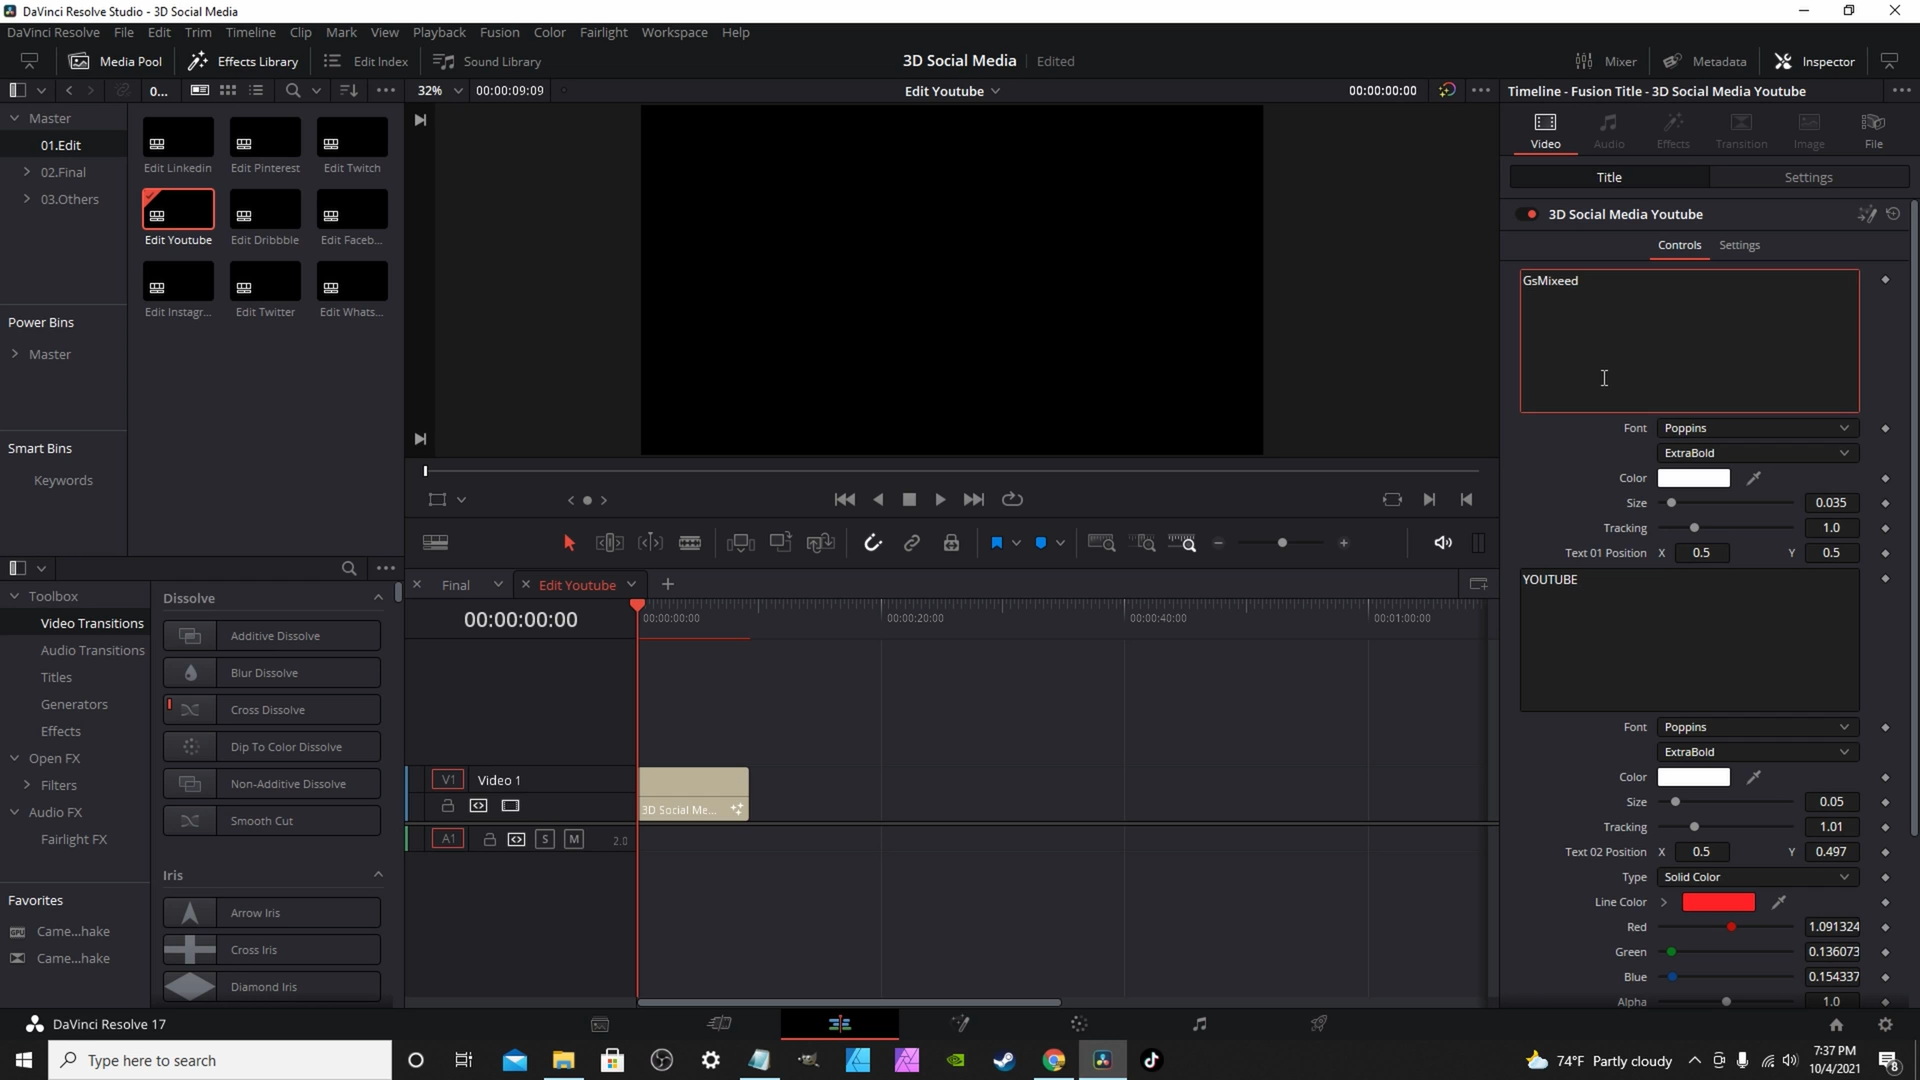 DaVinci Resolve Studio - 3D Social Media
DaVinci Resolve File Edit Trim Timeline Clip Mark View Playback Fusion Color Fairlight Workspace Help
Media Pool Effects Library Edit Index Sound Library 3D Social Media Edited Mixer Metadata Inspector
0... 32% 00:00:09:09 Edit Youtube 00:00:00:00 Timeline - Fusion Title - 3D Social Media Youtube
Master
01.Edit
02.Final
03.Others
Power Bins
Master
Smart Bins
Keywords
Edit Linkedin Edit Pinterest Edit Twitch
Edit Youtube Edit Dribbble Edit Faceb...
Edit Instagr... Edit Twitter Edit Whats...
Video Audio Effects Transition Image File
Title Settings
3D Social Media Youtube
Controls Settings
GsMixeed
Font Poppins
ExtraBold
Color
Size 0.035
Tracking 1.0
Text 01 Position X 0.5 Y 0.5
YOUTUBE
Font Poppins
ExtraBold
Color
Size 0.05
Tracking 1.01
Text 02 Position X 0.5 Y 0.497
Type Solid Color
Line Color
Red 1.091324
Green 0.136073
Blue 0.154337
Alpha 1.0
Toolbox
Video Transitions
Audio Transitions
Titles
Generators
Effects
Open FX
Filters
Audio FX
Fairlight FX
Favorites
Came...hake
Came...hake
Dissolve
Additive Dissolve
Blur Dissolve
Cross Dissolve
Dip To Color Dissolve
Non-Additive Dissolve
Smooth Cut
Iris
Arrow Iris
Cross Iris
Diamond Iris
Final Edit Youtube
00:00:00:00 00:00:00:00 00:00:20:00 00:00:40:00 00:01:00:00
V1 Video 1
3D Social Me...
A1 S M 2.0
DaVinci Resolve 17
Type here to search
74°F Partly cloudy
7:37 PM
10/4/2021
8